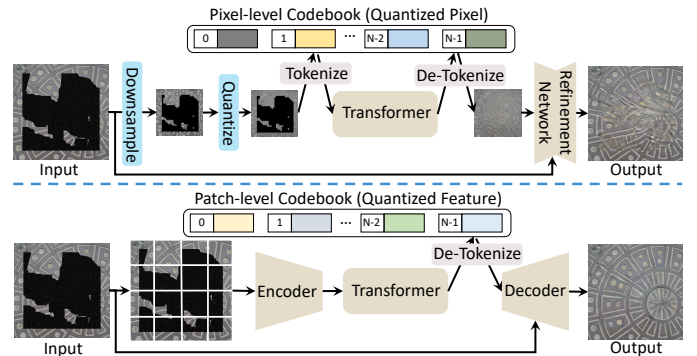 Pixel-level Codebook (Quantized Pixel)
0 1 ... N-2 N-1
Tokenize
De-Tokenize
Downsample
Quantize
Transformer
Refinement
Network
Input
Output
Patch-level Codebook (Quantized Feature)
0 1 ... N-2 N-1
De-Tokenize
Encoder
Transformer
Decoder
Input
Output